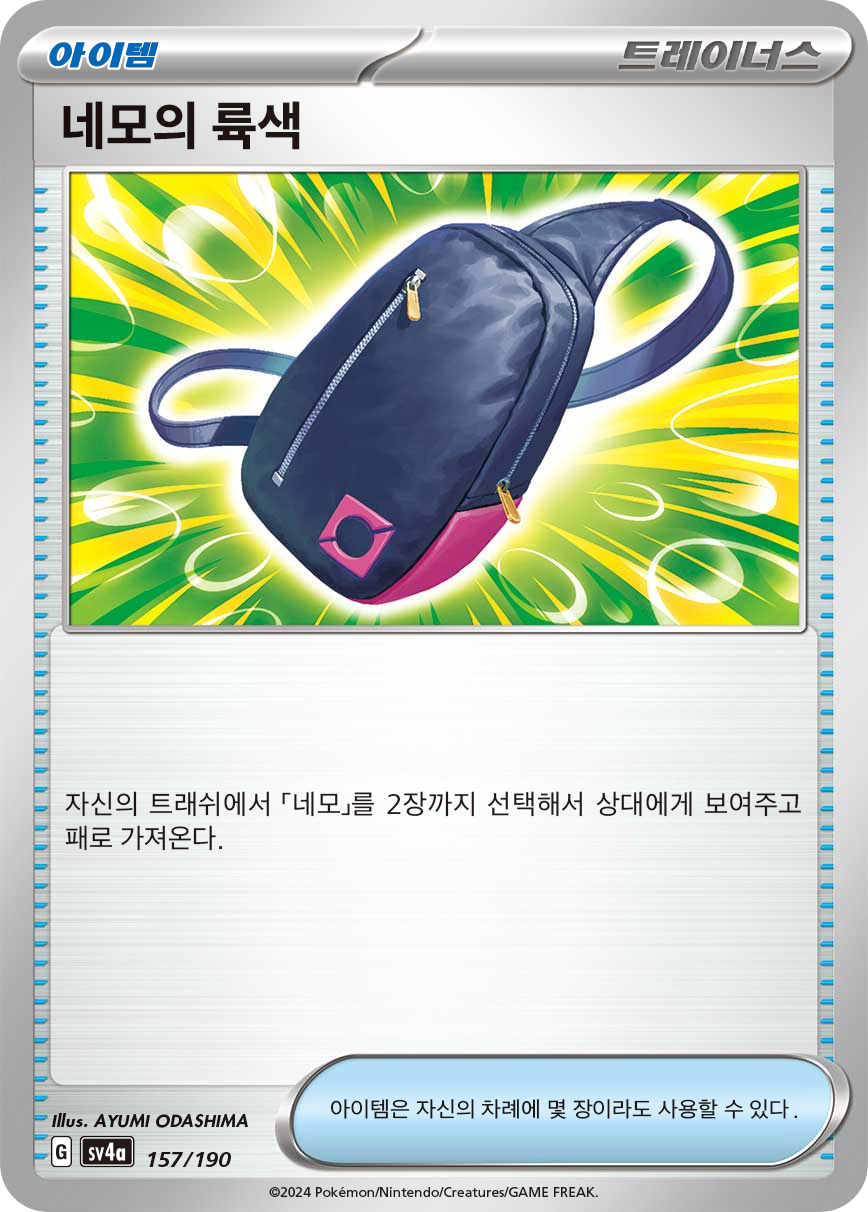 아이템
트레이너스
네모의 륙색
자신의 트래쉬에서 「네모」를 2장까지 선택해서 상대에게 보여주고
패로 가져온다.
아이템은 자신의 차례에 몇 장이라도 사용할 수 있다.
Illus. AYUMI ODASHIMA
G sv4a 157/190
©2024 Pokémon/Nintendo/Creatures/GAME FREAK.